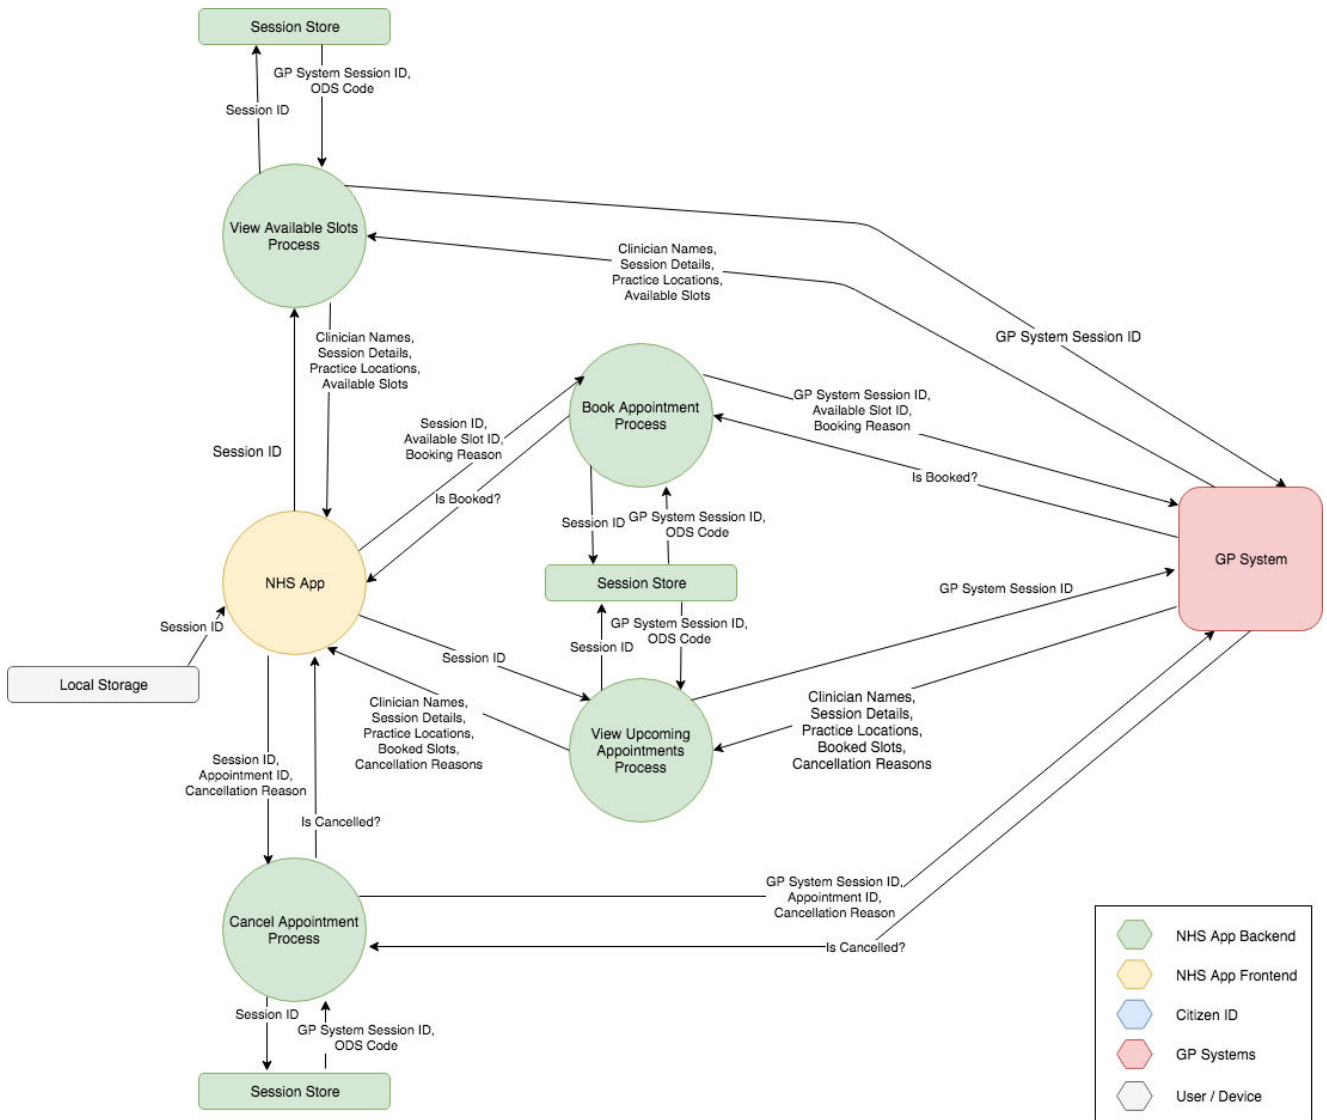 Session Store
GP System Session ID,
ODS Code
Session ID
View Available Slots
Process
Clinician Names,
Session Details,
Practice Locations,
Available Slots
GP System Session ID
Clinician Names,
Session Details,
Practice Locations,
Available Slots
Session ID
Book Appointment
Process
GP System Session ID,
Available Slot ID,
Booking Reason
Session ID,
Available Slot ID,
Booking Reason
Is Booked?
Is Booked?
Session ID
GP System Session ID,
ODS Code
NHS App
Session Store
GP System
Session ID
Local Storage
GP System Session ID
GP System Session ID,
ODS Code
Session ID
Session ID
View Upcoming
Appointments
Process
Clinician Names,
Session Details,
Practice Locations,
Booked Slots,
Cancellation Reasons
Clinician Names,
Session Details,
Practice Locations,
Booked Slots,
Cancellation Reasons
Session ID,
Appointment ID,
Cancellation Reason
Is Cancelled?
Cancel Appointment
Process
GP System Session ID,
Appointment ID,
Cancellation Reason
Is Cancelled?
Session ID
GP System Session ID,
ODS Code
Session Store
NHS App Backend
NHS App Frontend
Citizen ID
GP Systems
User / Device